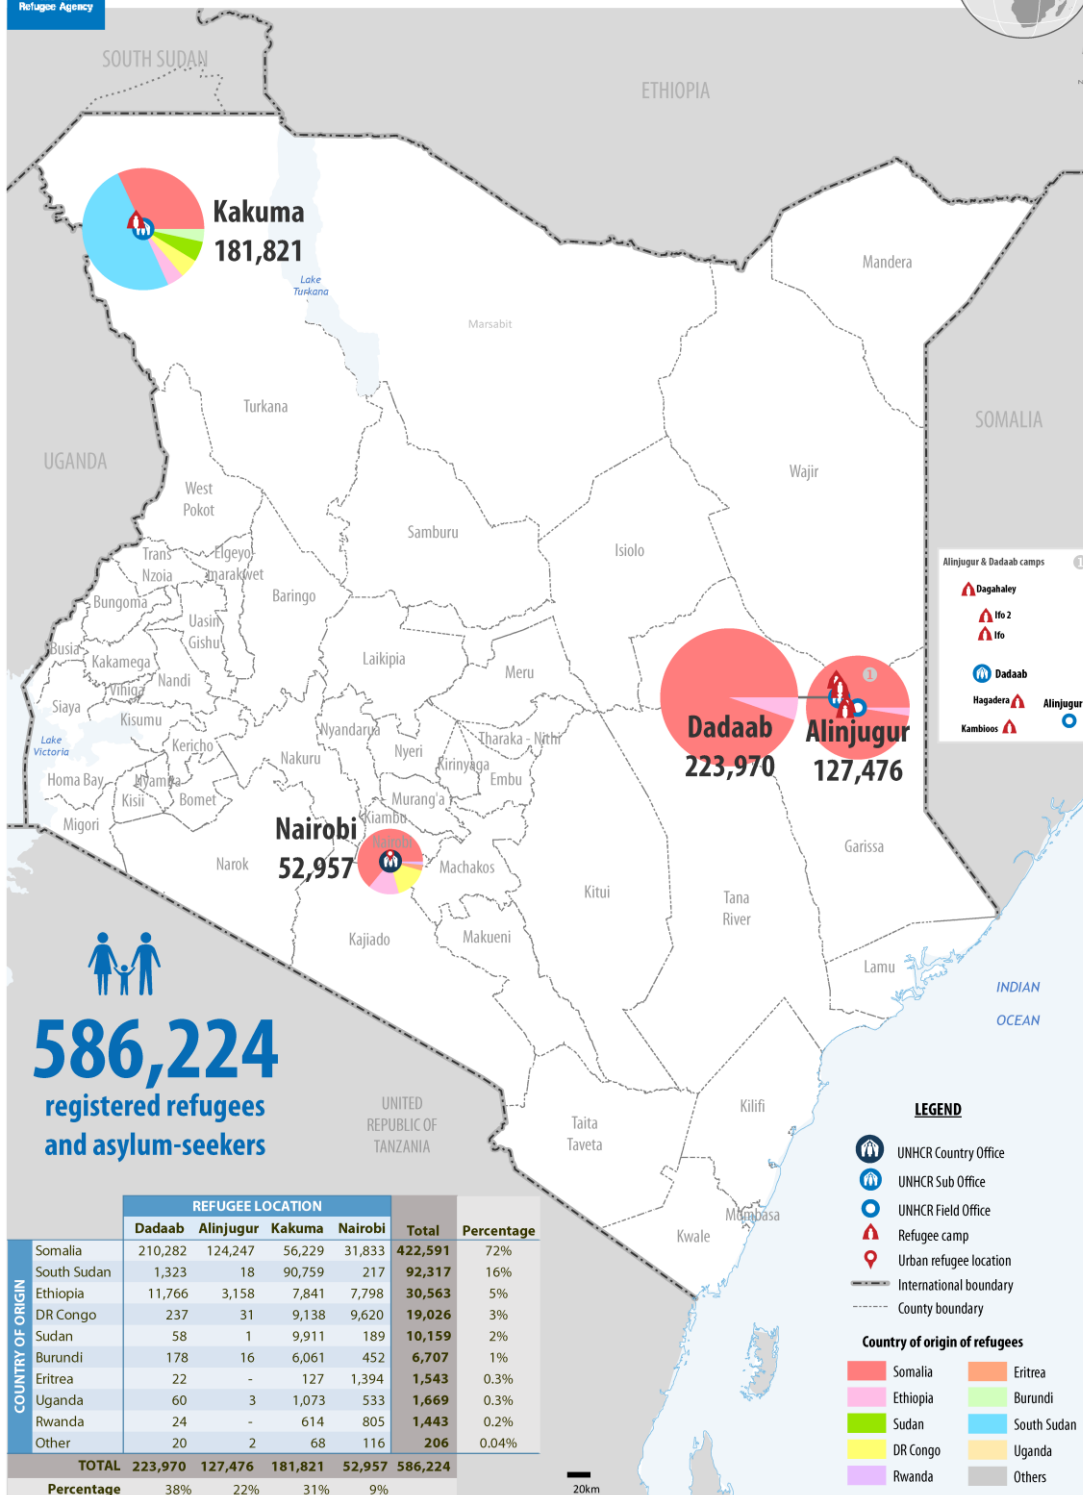 Refugee Agency
SOUTH SUDAN
ETHIOPIA
Kakuma
181,821
Mandera
Lake
Turkana
Marsabit
Turkana
SOMALIA
UGANDA
Wajir
West
Pokot
Samburu
Isiolo
Trans
Nzoia
Elgeyo
marakwet
Baringo
Bungoma
Uasin
Gishu
Busia
Kakamega
Laikipia
Meru
Vihiga
Nandi
Siaya
Kisumu
Lake
Victoria
Kericho
Nyandarua
Nyeri
Tharaka - Nithi
Kirinyaga
Embu
Nakuru
Homa Bay
Nyamira
Kisii
Bomet
Murang'a
Kiambu
Migori
Nairobi
Nairobi
52,957
Narok
Machakos
Kitui
Kajiado
Makueni
Dadaab
223,970
1
Alinjugur
127,476
Garissa
Tana
River
Lamu
Alinjugur & Dadaab camps
1
Dagahaley
Ifo 2
Ifo
Dadaab
Hagadera
Alinjugur
Kambioos
INDIAN
OCEAN
586,224
registered refugees
and asylum-seekers
UNITED
REPUBLIC OF
TANZANIA
Taita
Taveta
Kilifi
Mombasa
Kwale
LEGEND
UNHCR Country Office
UNHCR Sub Office
UNHCR Field Office
Refugee camp
Urban refugee location
International boundary
County boundary
Country of origin of refugees
Somalia Eritrea
Ethiopia Burundi
Sudan South Sudan
DR Congo Uganda
Rwanda Others
REFUGEE LOCATION
Dadaab Alinjugur Kakuma Nairobi Total Percentage
COUNTRY OF ORIGIN
Somalia 210,282 124,247 56,229 31,833 422,591 72%
South Sudan 1,323 18 90,759 217 92,317 16%
Ethiopia 11,766 3,158 7,841 7,798 30,563 5%
DR Congo 237 31 9,138 9,620 19,026 3%
Sudan 58 1 9,911 189 10,159 2%
Burundi 178 16 6,061 452 6,707 1%
Eritrea 22 - 127 1,394 1,543 0.3%
Uganda 60 3 1,073 533 1,669 0.3%
Rwanda 24 - 614 805 1,443 0.2%
Other 20 2 68 116 206 0.04%
TOTAL 223,970 127,476 181,821 52,957 586,224
Percentage 38% 22% 31% 9%
20km